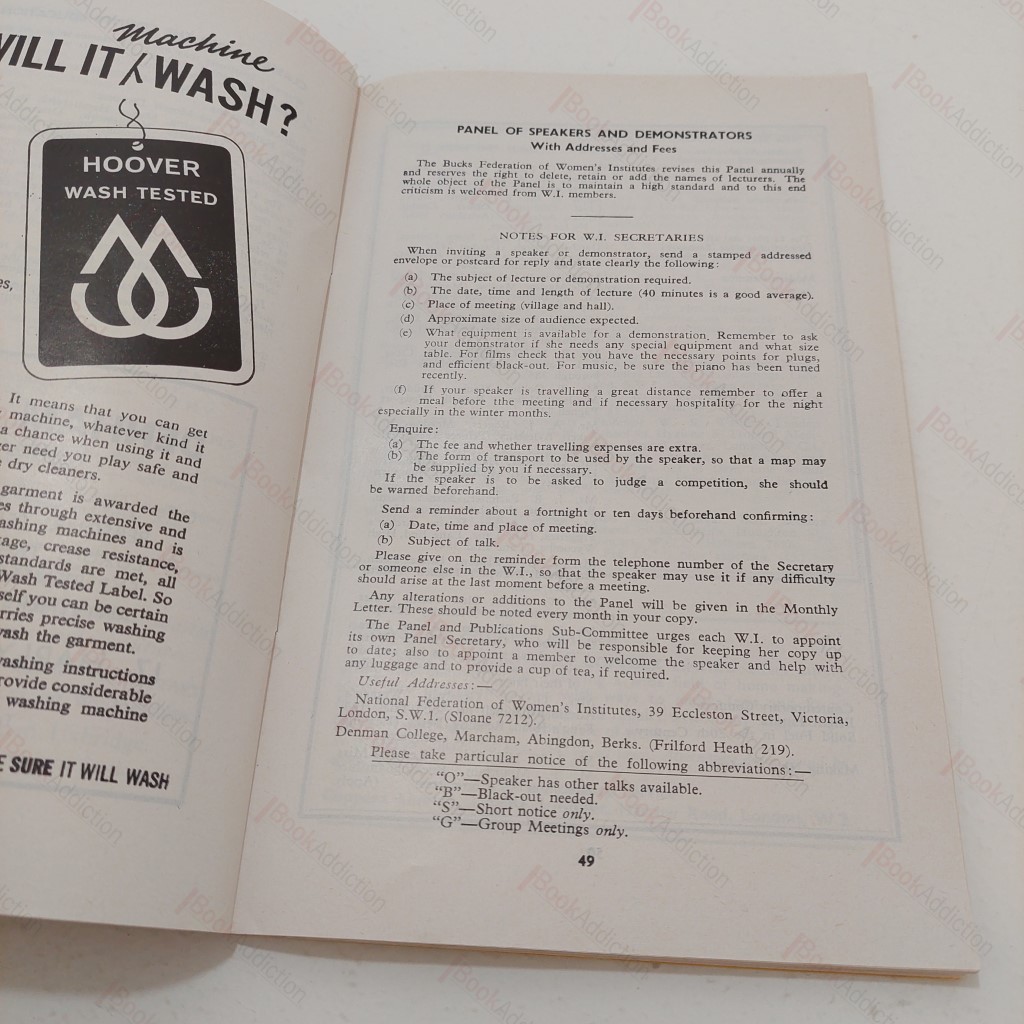 Machine
WILL IT WASH?
HOOVER
WASH TESTED
es,
It means that you can get
machine, whatever kind it
a chance when using it and
er need you play safe and
dry cleaners.
garment is awarded the
es through extensive and
ashing machines and is
age, crease resistance,
standards are met, all
Wash Tested Label. So
self you can be certain
rries precise washing
wash the garment.
washing instructions
rovide considerable
washing machine
E SURE IT WILL WASH
PANEL OF SPEAKERS AND DEMONSTRATORS
With Addresses and Fees
The Bucks Federation of Women's Institutes revises this Panel annually
and reserves the right to delete, retain or add the names of lecturers. The
whole object of the Panel is to maintain a high standard and to this end
criticism is welcomed from W.I. members.
NOTES FOR W.I. SECRETARIES
When inviting a speaker or demonstrator, send a stamped addressed
envelope or postcard for reply and state clearly the following:
(a) The subject of lecture or demonstration required.
(b) The date, time and length of lecture (40 minutes is a good average).
(c) Place of meeting (village and hall).
(d) Approximate size of audience expected.
(e) What equipment is available for a demonstration. Remember to ask
your demonstrator if she needs any special equipment and what size
table. For films check that you have the necessary points for plugs,
and efficient black-out. For music, be sure the piano has been tuned
recently.
(f) If your speaker is travelling a great distance remember to offer a
meal before tthe meeting and if necessary hospitality for the night
especially in the winter months.
Enquire:
(a) The fee and whether travelling expenses are extra.
(b) The form of transport to be used by the speaker, so that a map may
be supplied by you if necessary.
If the speaker is to be asked to judge a competition, she should
be warned beforehand.
Send a reminder about a fortnight or ten days beforehand confirming:
(a) Date, time and place of meeting.
(b) Subject of talk.
Please give on the reminder form the telephone number of the Secretary
or someone else in the W.I., so that the speaker may use it if any difficulty
should arise at the last moment before a meeting.
Any alterations or additions to the Panel will be given in the Monthly
Letter. These should be noted every month in your copy.
The Panel and Publications Sub-Committee urges each W.I. to appoint
its own Panel Secretary, who will be responsible for keeping her copy up
to date; also to appoint a member to welcome the speaker and help with
any luggage and to provide a cup of tea, if required.
Useful Addresses:—
National Federation of Women's Institutes, 39 Eccleston Street, Victoria,
London, S.W.1. (Sloane 7212).
Denman College, Marcham, Abingdon, Berks. (Frilford Heath 219).
Please take particular notice of the following abbreviations:—
"O"—Speaker has other talks available.
"B"—Black-out needed.
"S"—Short notice only.
"G"—Group Meetings only.
49
BookAddiction